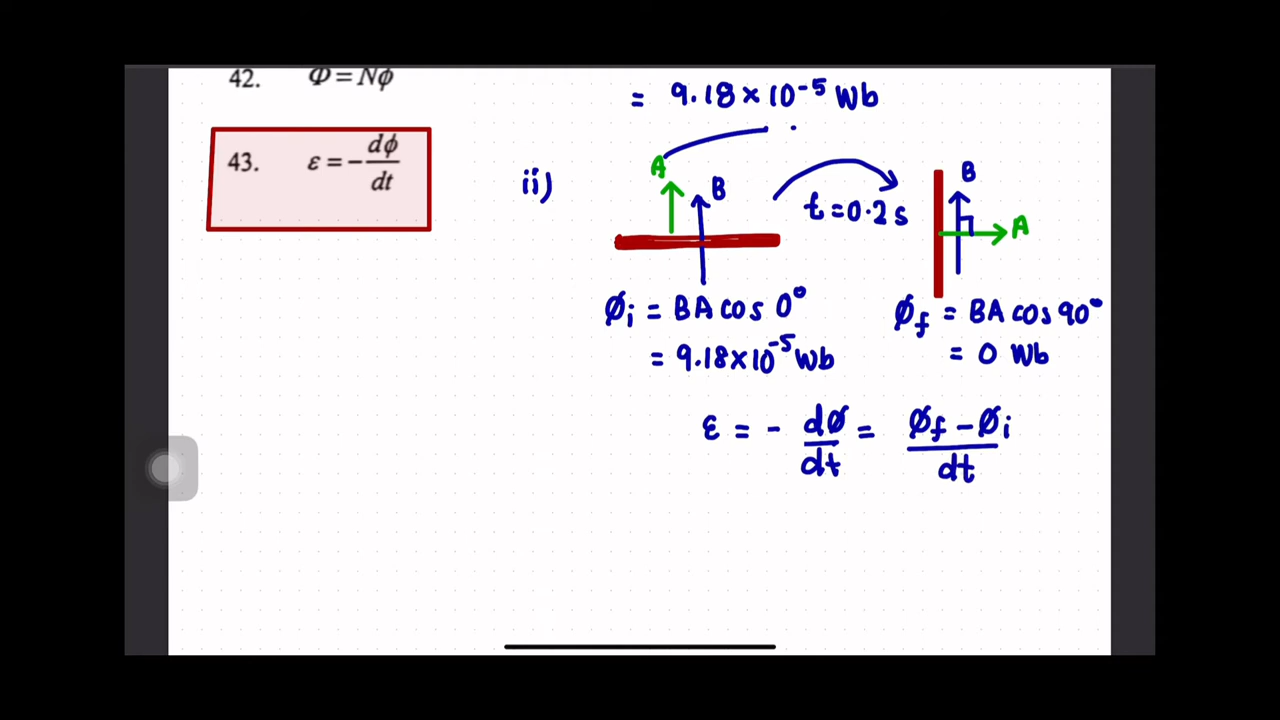 42. Φ = Nϕ
43. ε = − dϕ/dt
= 9.18 × 10⁻⁵ Wb
ii)
A
B
t = 0.2 s
B
A
ϕᵢ = BA cos 0°
= 9.18 × 10⁻⁵ Wb
ϕf = BA cos 90°
= 0 Wb
ε = − dϕ/dt = ϕf − ϕᵢ/dt